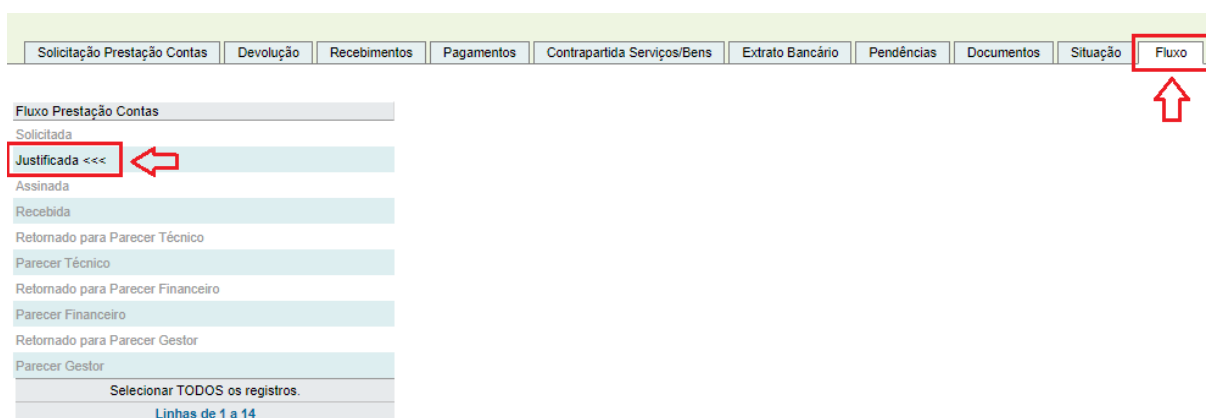 Solicitação Prestação Contas Devolução Recebimentos Pagamentos Contrapartida Serviços/Bens Extrato Bancário Pendências Documentos Situação Fluxo
Fluxo Prestação Contas
Solicitada
Justificada <<<
Assinada
Recebida
Retornado para Parecer Técnico
Parecer Técnico
Retornado para Parecer Financeiro
Parecer Financeiro
Retornado para Parecer Gestor
Parecer Gestor
Selecionar TODOS os registros.
Linhas de 1 a 14